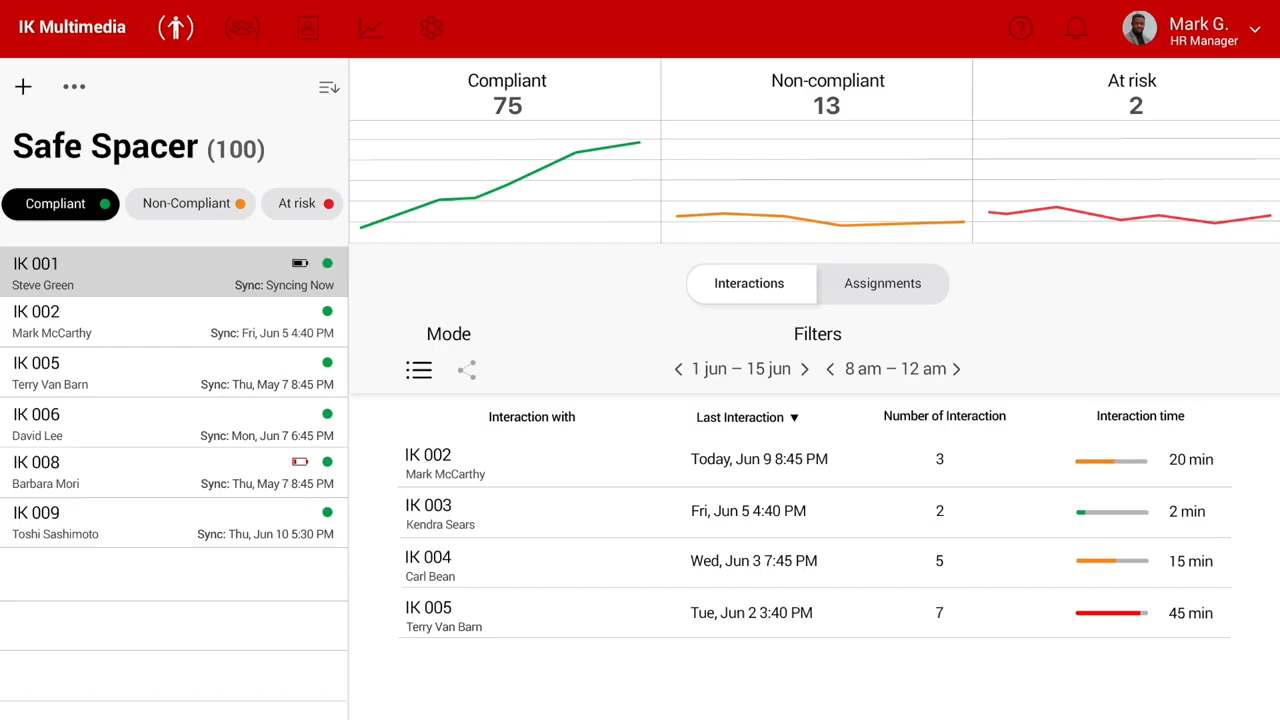 IK Multimedia
Mark G.
HR Manager
Safe Spacer (100)
Compliant
Non-Compliant
At risk
IK 001
Steve Green
Sync: Syncing Now
IK 002
Mark McCarthy
Sync: Fri, Jun 5 4:40 PM
IK 005
Terry Van Barn
Sync: Thu, May 7 8:45 PM
IK 006
David Lee
Sync: Mon, Jun 7 6:45 PM
IK 008
Barbara Mori
Sync: Thu, May 7 8:45 PM
IK 009
Toshi Sashimoto
Sync: Thu, Jun 10 5:30 PM
Compliant
75
Non-compliant
13
At risk
2
Interactions
Assignments
Mode
Filters
1 jun – 15 jun
8 am – 12 am
Interaction with
Last Interaction ▼
Number of Interaction
Interaction time
IK 002
Mark McCarthy
Today, Jun 9 8:45 PM
3
20 min
IK 003
Kendra Sears
Fri, Jun 5 4:40 PM
2
2 min
IK 004
Carl Bean
Wed, Jun 3 7:45 PM
5
15 min
IK 005
Terry Van Barn
Tue, Jun 2 3:40 PM
7
45 min